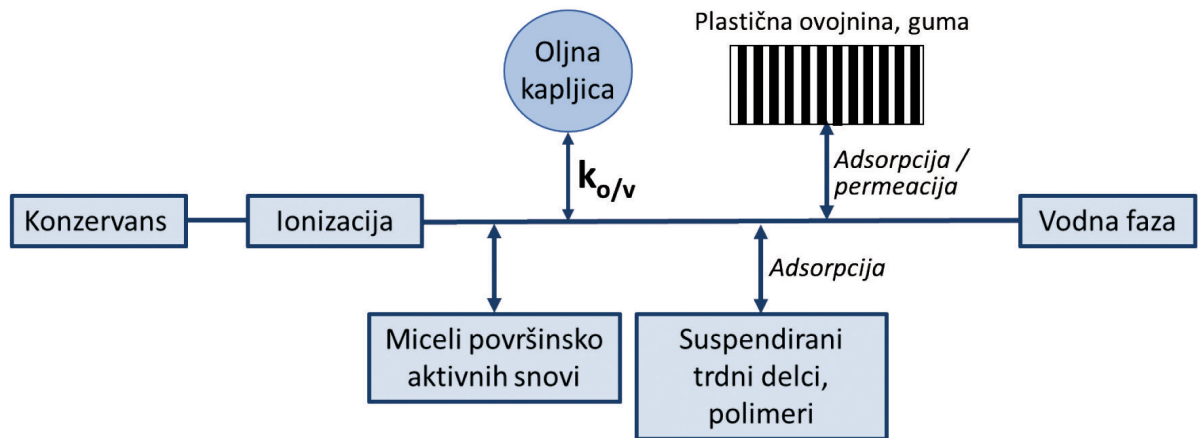 Oljna
kapljica
Plastična ovojnina, guma
k o/v
Adsorpcija /
permeacija
Konzervans
Ionizacija
Vodna faza
Adsorpcija
Miceli površinsko
aktivnih snovi
Suspendirani
trdni delci,
polimeri